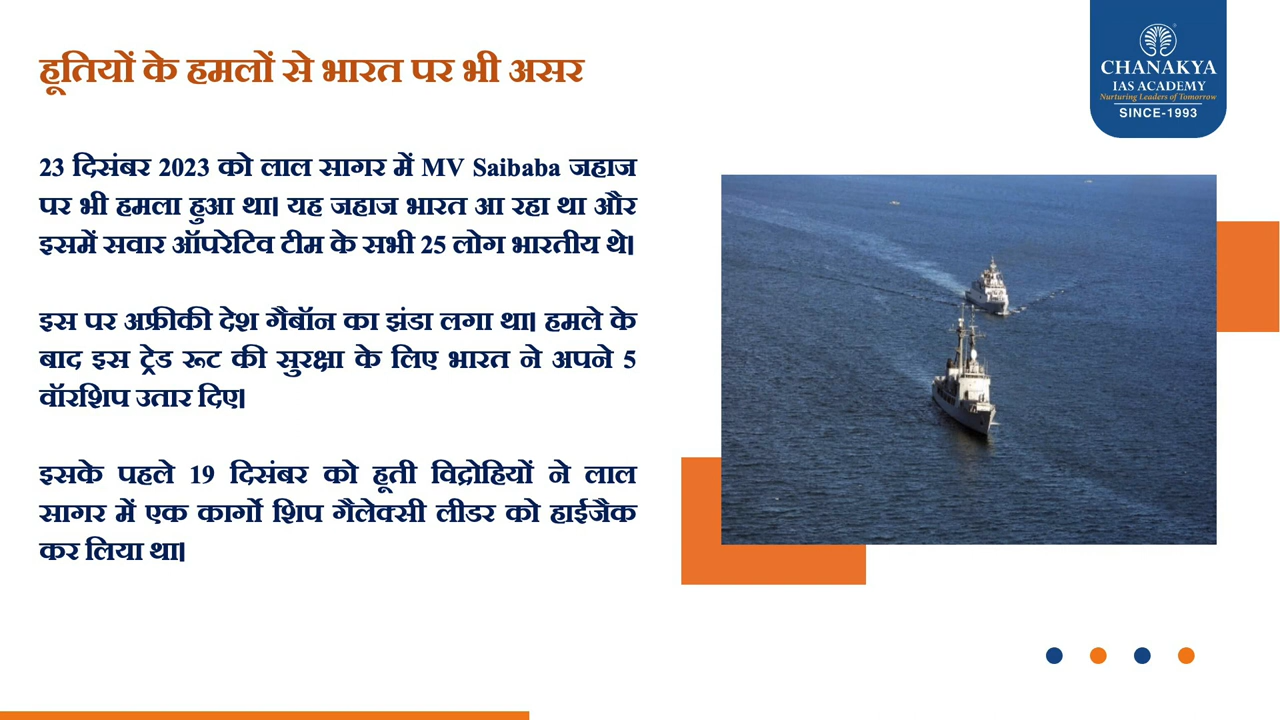 हूतियों के हमलों से भारत पर भी असर
CHANAKYA
IAS ACADEMY
Nurturing Leaders of Tomorrow
SINCE-1993
23 दिसंबर 2023 को लाल सागर में MV Saibaba जहाज
पर भी हमला हुआ था। यह जहाज भारत आ रहा था और
इसमें सवार ऑपरेटिव टीम के सभी 25 लोग भारतीय थे।
इस पर अफ्रीकी देश गैबॉन का झंडा लगा था। हमले के
बाद इस ट्रेड रूट की सुरक्षा के लिए भारत ने अपने 5
वॉरशिप उतार दिए।
इसके पहले 19 दिसंबर को हूती विद्रोहियों ने लाल
सागर में एक कार्गो शिप गैलेक्सी लीडर को हाईजैक
कर लिया था।